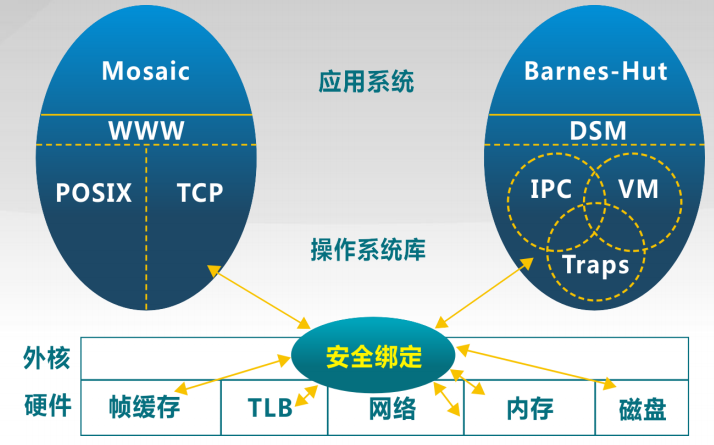 Mosaic
应用系统
Barnes-Hut
WWW
DSM
POSIX
TCP
IPC
VM
操作系统库
Traps
外核
安全绑定
硬件
帧缓存
TLB
网络
内存
磁盘